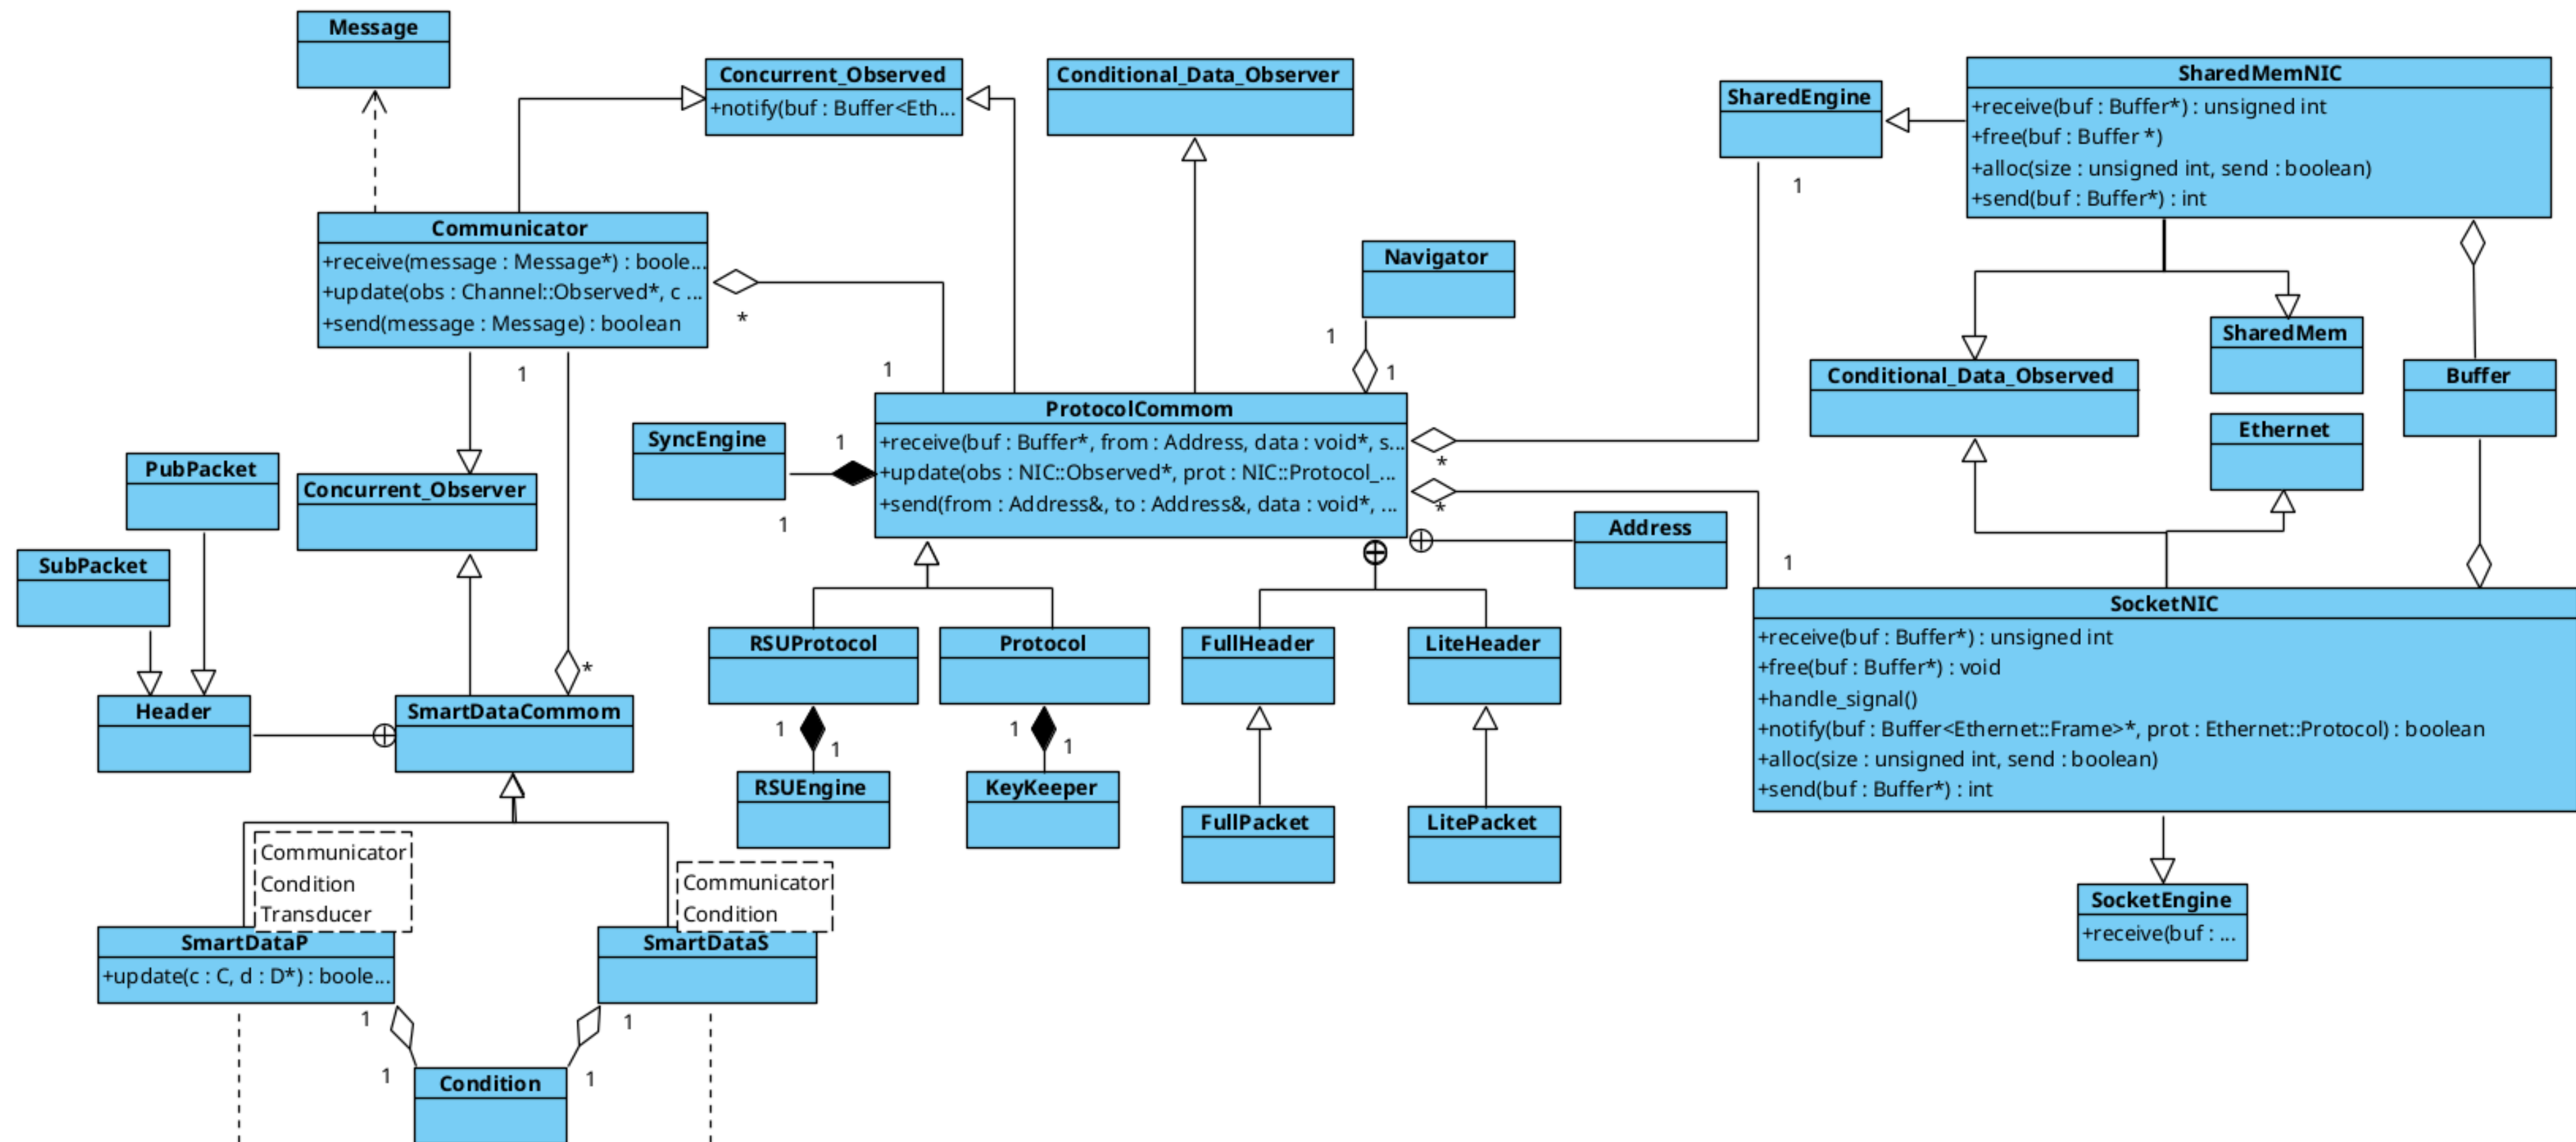 Message
Concurrent_Observed
+notify(buf : Buffer<Eth...
Conditional_Data_Observer
SharedEngine
1
SharedMemNIC
+receive(buf : Buffer*) : unsigned int
+free(buf : Buffer *)
+alloc(size : unsigned int, send : boolean)
+send(buf : Buffer*) : int
Communicator
+receive(message : Message*) : boole...
+update(obs : Channel::Observed*, c ...
+send(message : Message) : boolean
*
1
1
Navigator
1
1
Conditional_Data_Observed
SharedMem
Ethernet
Buffer
ProtocolCommom
+receive(buf : Buffer*, from : Address, data : void*, s...
+update(obs : NIC::Observed*, prot : NIC::Protocol_...
+send(from : Address&, to : Address&, data : void*, ...
*
*
1
SyncEngine
1
1
PubPacket
Concurrent_Observer
SubPacket
Address
Header
SmartDataCommom
*
RSUProtocol
1
1
RSUEngine
Protocol
1
1
KeyKeeper
FullHeader
LiteHeader
FullPacket
LitePacket
SocketNIC
+receive(buf : Buffer*) : unsigned int
+free(buf : Buffer*) : void
+handle_signal()
+notify(buf : Buffer<Ethernet::Frame>*, prot : Ethernet::Protocol) : boolean
+alloc(size : unsigned int, send : boolean)
+send(buf : Buffer*) : int
SocketEngine
+receive(buf : ...
Communicator
Condition
Transducer
SmartDataP
+update(c : C, d : D*) : boole...
Communicator
Condition
SmartDataS
1
1
1
1
Condition